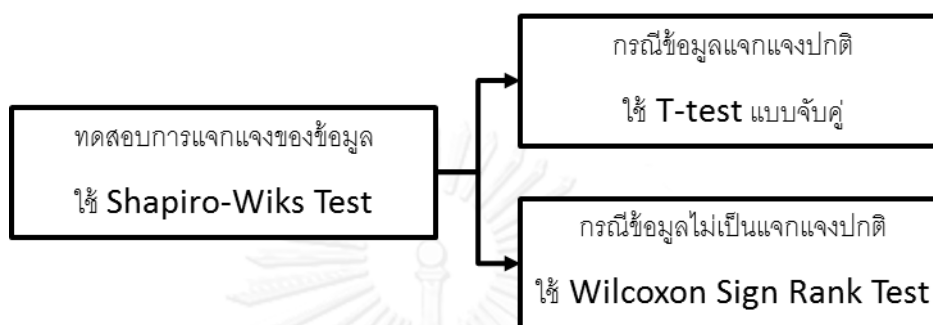 กรณีข้อมูลแจกแจงปกติ
ใช้ T-test แบบจับคู่
ทดสอบการแจกแจงของข้อมูล
ใช้ Shapiro-Wiks Test
กรณีข้อมูลไม่เป็นแจกแจงปกติ
ใช้ Wilcoxon Sign Rank Test